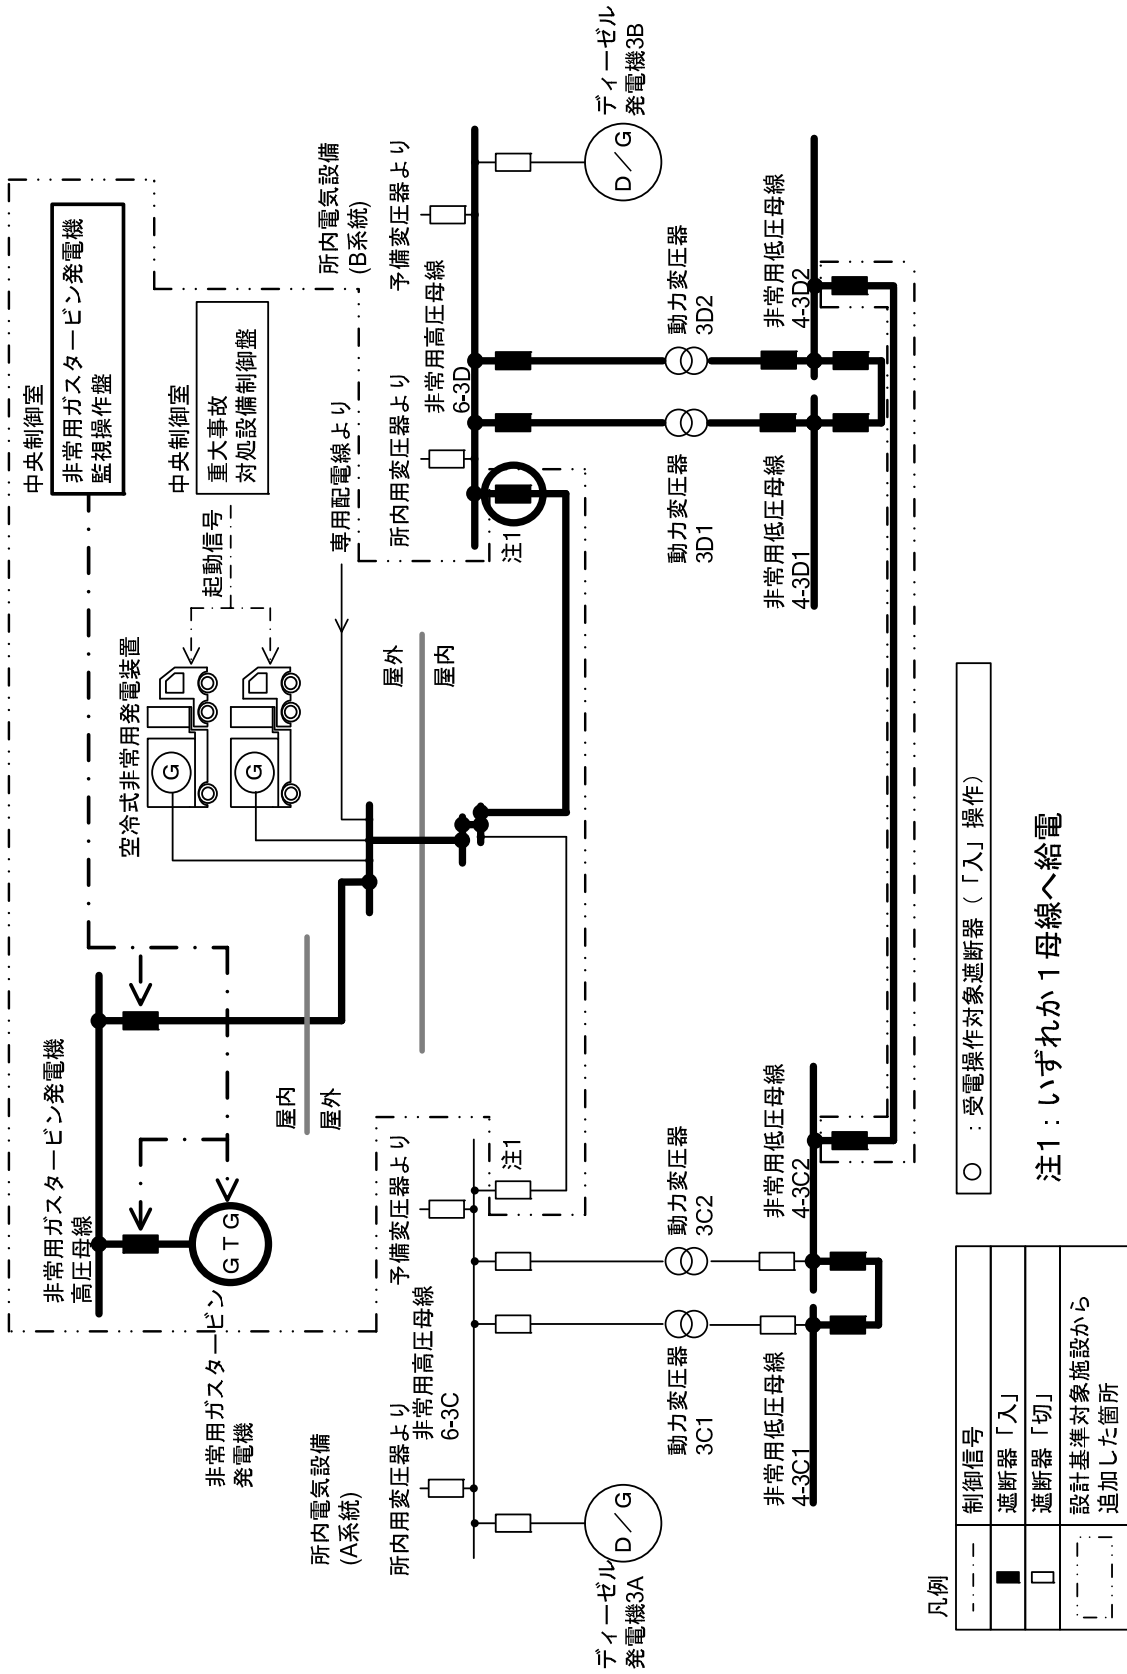 中央制御室
非常用ガスタービン発電機
監視操作盤
中央制御室
重大事故
対処設備制御盤
起動信号
空冷式非常用発電装置
G
G
専用配電線より
屋外
屋内
屋内
屋外
非常用ガスタービン発電機
高圧母線
GTG
非常用ガスタービン
発電機
所内電気設備
(A系統)
所内用変圧器より
非常用高圧母線
6-3C
予備変圧器より
注1
ディーゼル
発電機3A
D/G
動力変圧器
3C1
動力変圧器
3C2
非常用低圧母線
4-3C1
非常用低圧母線
4-3C2
所内電気設備
(B系統)
所内用変圧器より
非常用高圧母線
6-3D
予備変圧器より
注1
ディーゼル
発電機3B
D/G
動力変圧器
3D1
動力変圧器
3D2
非常用低圧母線
4-3D1
非常用低圧母線
4-3D2
凡例
制御信号
遮断器「入」
遮断器「切」
設計基準対象施設から
追加した箇所
○ :受電操作対象遮断器(「入」操作)
注1:いずれか1母線へ給電